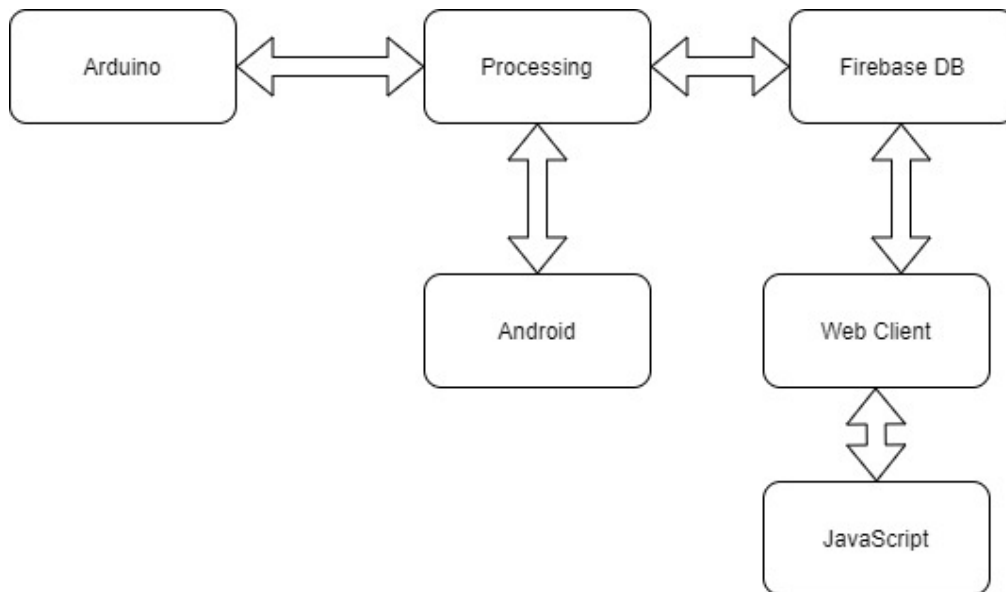 Arduino
Processing
Firebase DB
Android
Web Client
JavaScript